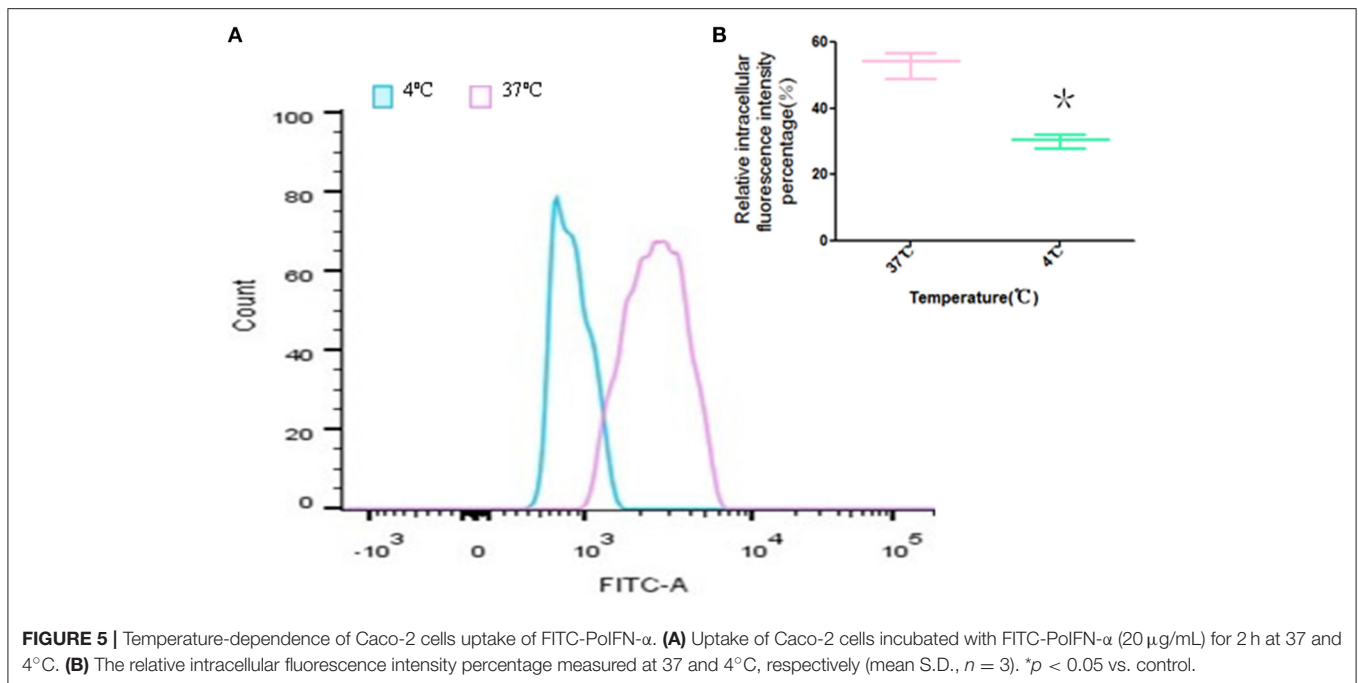 A
4°C 37°C
100
80
60
40
20
0
Count
-10³ 0 10³ 10⁴ 10⁵
FITC-A
B
Relative intracellular
fluorescence intensity
percentage(%)
60
40
20
0
*
37℃ 4℃
Temperature(℃)
FIGURE 5 | Temperature-dependence of Caco-2 cells uptake of FITC-PoIFN-α. (A) Uptake of Caco-2 cells incubated with FITC-PoIFN-α (20 μg/mL) for 2 h at 37 and
4°C. (B) The relative intracellular fluorescence intensity percentage measured at 37 and 4°C, respectively (mean S.D., n = 3). *p < 0.05 vs. control.